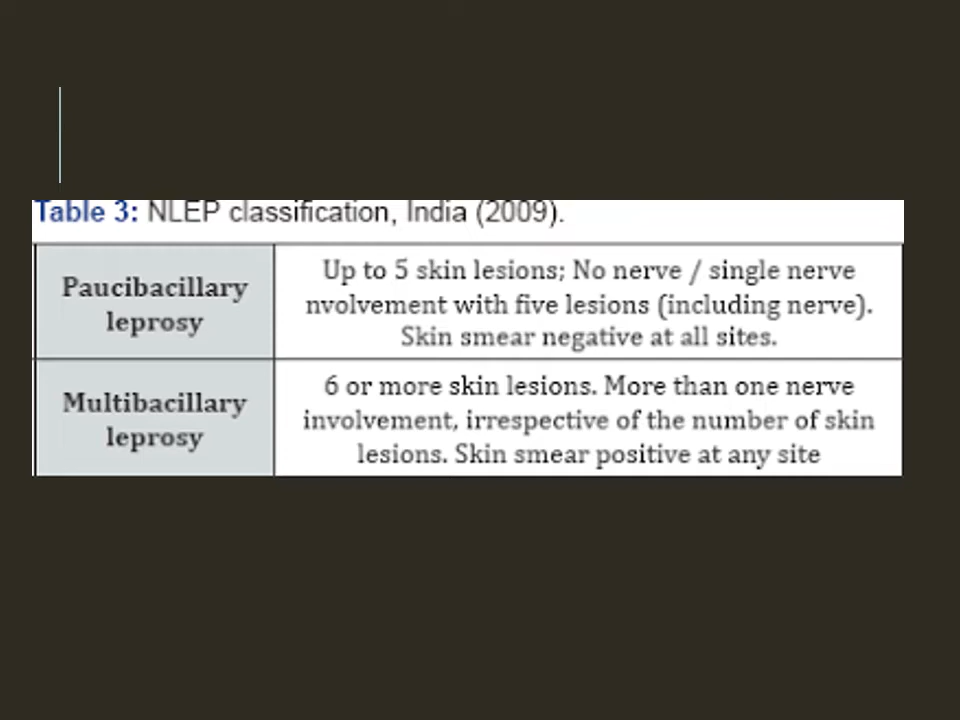 Table 3: NLEP classification, India (2009).
Paucibacillary
leprosy
Up to 5 skin lesions; No nerve / single nerve
nvolvement with five lesions (including nerve).
Skin smear negative at all sites.
Multibacillary
leprosy
6 or more skin lesions. More than one nerve
involvement, irrespective of the number of skin
lesions. Skin smear positive at any site